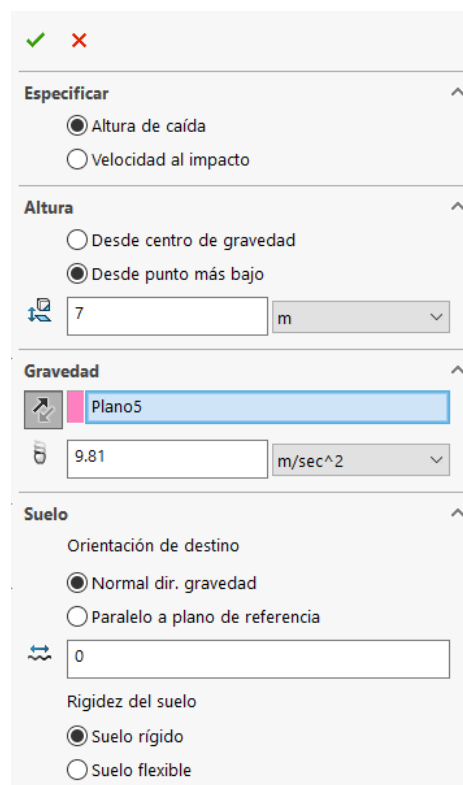 Especificar
Altura de caída
Velocidad al impacto
Altura
Desde centro de gravedad
Desde punto más bajo
7 m
Gravedad
Plano5
9.81 m/sec^2
Suelo
Orientación de destino
Normal dir. gravedad
Paralelo a plano de referencia
0
Rigidez del suelo
Suelo rígido
Suelo flexible